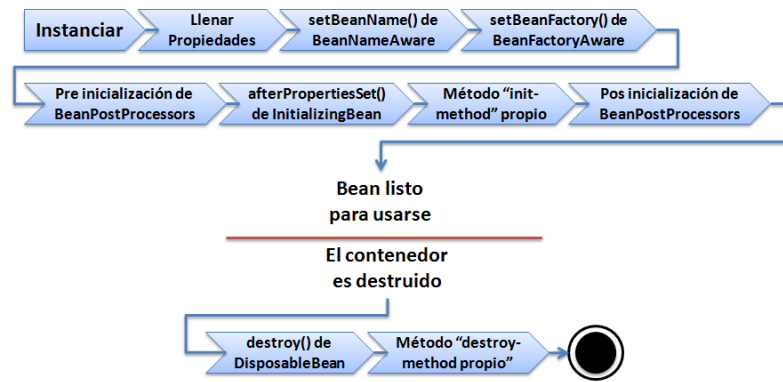 Instanciar
Llenar
Propiedades
setBeanName() de
BeanNameAware
setBeanFactory() de
BeanFactoryAware
Pre inicialización de
BeanPostProcessors
afterPropertiesSet()
de InitializingBean
Método “init-
method” propio
Pos inicialización de
BeanPostProcessors
Bean listo
para usarse
El contenedor
es destruido
destroy() de
DisposableBean
Método “destroy-
method propio”